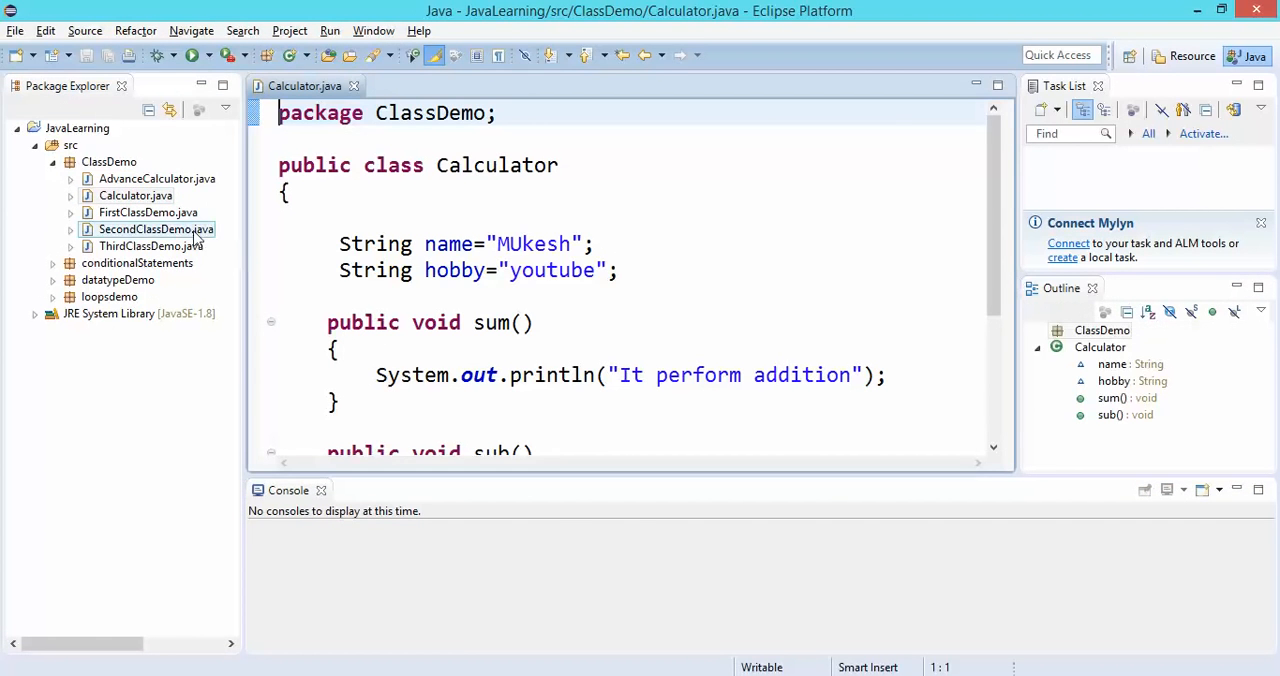 Java - JavaLearning/src/ClassDemo/Calculator.java - Eclipse Platform
File Edit Source Refactor Navigate Search Project Run Window Help
Quick Access Resource Java
Package Explorer
JavaLearning
src
ClassDemo
AdvanceCalculator.java
Calculator.java
FirstClassDemo.java
SecondClassDemo.java
ThirdClassDemo.java
conditionalStatements
datatypeDemo
loopsdemo
JRE System Library [JavaSE-1.8]
Calculator.java
package ClassDemo;
public class Calculator
{
String name="MUkesh";
String hobby="youtube";
public void sum()
{
System.out.println("It perform addition");
}
public void sub()
Task List
Find All Activate...
Connect Mylyn
Connect to your task and ALM tools or
create a local task.
Outline
ClassDemo
Calculator
name : String
hobby : String
sum() : void
sub() : void
Console
No consoles to display at this time.
Writable Smart Insert 1 : 1